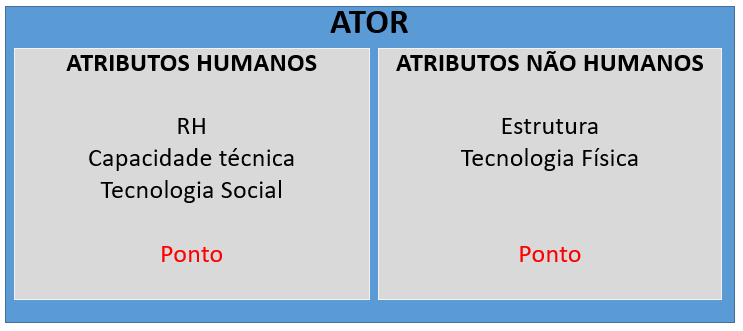 ATOR
ATRIBUTOS HUMANOS
RH
Capacidade técnica
Tecnologia Social
Ponto
ATRIBUTOS NÃO HUMANOS
Estrutura
Tecnologia Física
Ponto